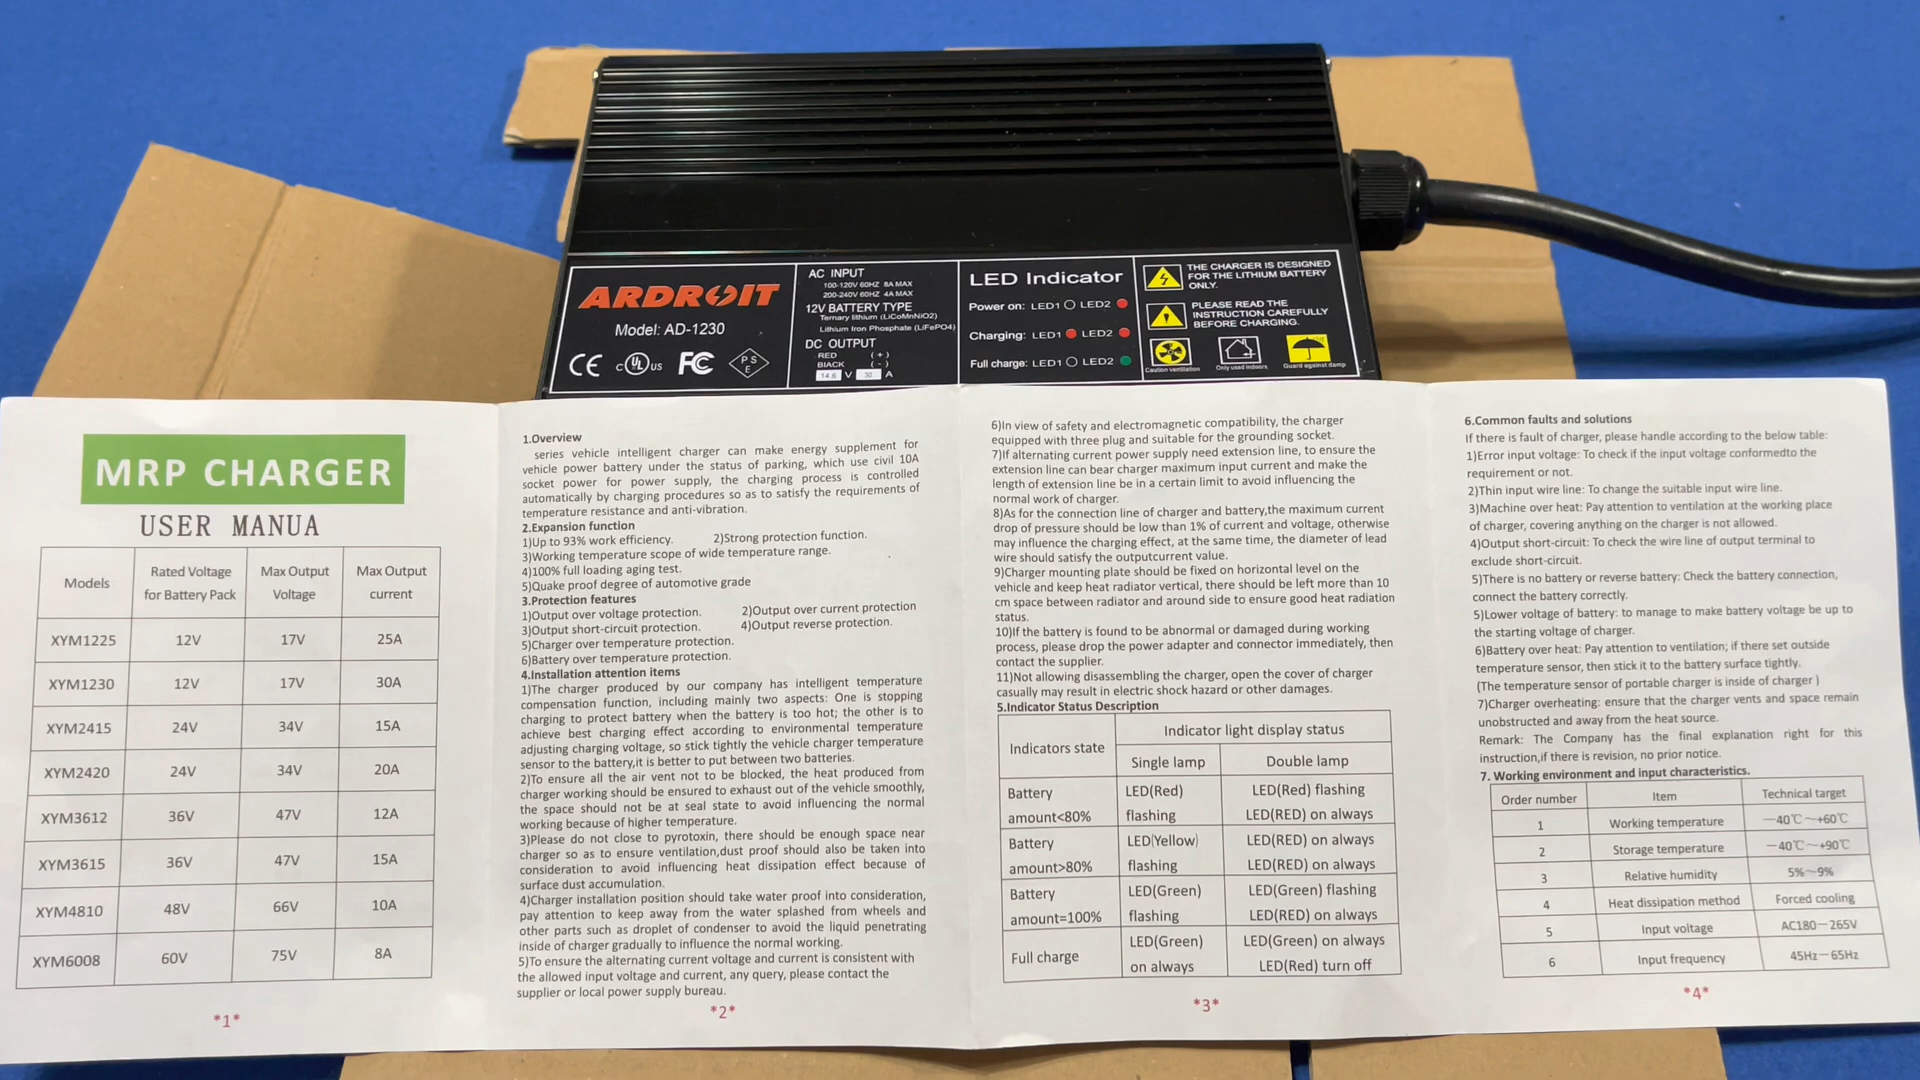 ARDROIT
Model: AD-1230
CE
C UL US
FC
PS
E
AC INPUT
100-120V 60HZ 8A MAX
200-240V 60HZ 4A MAX
12V BATTERY TYPE
Ternary lithium (LiCoMnNiO2)
Lithium Iron Phosphate (LiFePO4)
DC OUTPUT
RED (+)
BlACK (-)
14.6 V 30 A
LED Indicator
Power on: LED1 LED2
Charging: LED1 LED2
Full charge: LED1 LED2
THE CHARGER IS DESIGNED
FOR THE LITHIUM BATTERY
ONLY.
PLEASE READ THE
INSTRUCTION CAREFULLY
BEFORE CHARGING.
Caution ventilation
Only used indoors
Guard against damp
MRP CHARGER
USER MANUA
Models Rated Voltage for Battery Pack Max Output Voltage Max Output current
XYM1225 12V 17V 25A
XYM1230 12V 17V 30A
XYM2415 24V 34V 15A
XYM2420 24V 34V 20A
XYM3612 36V 47V 12A
XYM3615 36V 47V 15A
XYM4810 48V 66V 10A
XYM6008 60V 75V 8A
*1*
1.Overview
series vehicle intelligent charger can make energy supplement for
vehicle power battery under the status of parking, which use civil 10A
socket power for power supply, the charging process is controlled
automatically by charging procedures so as to satisfy the requirements of
temperature resistance and anti-vibration.
2.Expansion function
1)Up to 93% work efficiency. 2)Strong protection function.
3)Working temperature scope of wide temperature range.
4)100% full loading aging test.
5)Quake proof degree of automotive grade
3.Protection features
1)Output over voltage protection. 2)Output over current protection
3)Output short-circuit protection. 4)Output reverse protection.
5)Charger over temperature protection.
6)Battery over temperature protection.
4.Installation attention items
1)The charger produced by our company has intelligent temperature
compensation function, including mainly two aspects: One is stopping
charging to protect battery when the battery is too hot; the other is to
achieve best charging effect according to environmental temperature
adjusting charging voltage, so stick tightly the vehicle charger temperature
sensor to the battery,it is better to put between two batteries.
2)To ensure all the air vent not to be blocked, the heat produced from
charger working should be ensured to exhaust out of the vehicle smoothly,
the space should not be at seal state to avoid influencing the normal
working because of higher temperature.
3)Please do not close to pyrotoxin, there should be enough space near
charger so as to ensure ventilation,dust proof should also be taken into
consideration to avoid influencing heat dissipation effect because of
surface dust accumulation.
4)Charger installation position should take water proof into consideration,
pay attention to keep away from the water splashed from wheels and
other parts such as droplet of condenser to avoid the liquid penetrating
inside of charger gradually to influence the normal working.
5)To ensure the alternating current voltage and current is consistent with
the allowed input voltage and current, any query, please contact the
supplier or local power supply bureau.
*2*
6)In view of safety and electromagnetic compatibility, the charger
equipped with three plug and suitable for the grounding socket.
7)If alternating current power supply need extension line, to ensure the
extension line can bear charger maximum input current and make the
length of extension line be in a certain limit to avoid influencing the
normal work of charger.
8)As for the connection line of charger and battery,the maximum current
drop of pressure should be low than 1% of current and voltage, otherwise
may influence the charging effect, at the same time, the diameter of lead
wire should satisfy the outputcurrent value.
9)Charger mounting plate should be fixed on horizontal level on the
vehicle and keep heat radiator vertical, there should be left more than 10
cm space between radiator and around side to ensure good heat radiation
status.
10)If the battery is found to be abnormal or damaged during working
process, please drop the power adapter and connector immediately, then
contact the supplier.
11)Not allowing disassembling the charger, open the cover of charger
casually may result in electric shock hazard or other damages.
5.Indicator Status Description
Indicators state Indicator light display status
Single lamp Double lamp
Battery LED(Red) LED(Red) flashing
amount<80% flashing LED(RED) on always
Battery LED(Yellow) LED(RED) on always
amount>80% flashing LED(RED) on always
Battery LED(Green) LED(Green) flashing
amount=100% flashing LED(RED) on always
Full charge LED(Green) LED(Green) on always
on always LED(Red) turn off
*3*
6.Common faults and solutions
If there is fault of charger, please handle according to the below table:
1)Error input voltage: To check if the input voltage conformedto the
requirement or not.
2)Thin input wire line: To change the suitable input wire line.
3)Machine over heat: Pay attention to ventilation at the working place
of charger, covering anything on the charger is not allowed.
4)Output short-circuit: To check the wire line of output terminal to
exclude short-circuit.
5)There is no battery or reverse battery: Check the battery connection,
connect the battery correctly.
5)Lower voltage of battery: to manage to make battery voltage be up to
the starting voltage of charger.
6)Battery over heat: Pay attention to ventilation; if there set outside
temperature sensor, then stick it to the battery surface tightly.
(The temperature sensor of portable charger is inside of charger )
7)Charger overheating: ensure that the charger vents and space remain
unobstructed and away from the heat source.
Remark: The Company has the final explanation right for this
instruction,if there is revision, no prior notice.
7. Working environment and input characteristics.
Order number Item Technical target
1 Working temperature —40℃～+60℃
2 Storage temperature —40℃～+90℃
3 Relative humidity 5%～9%
4 Heat dissipation method Forced cooling
5 Input voltage AC180—265V
6 Input frequency 45Hz—65Hz
*4*